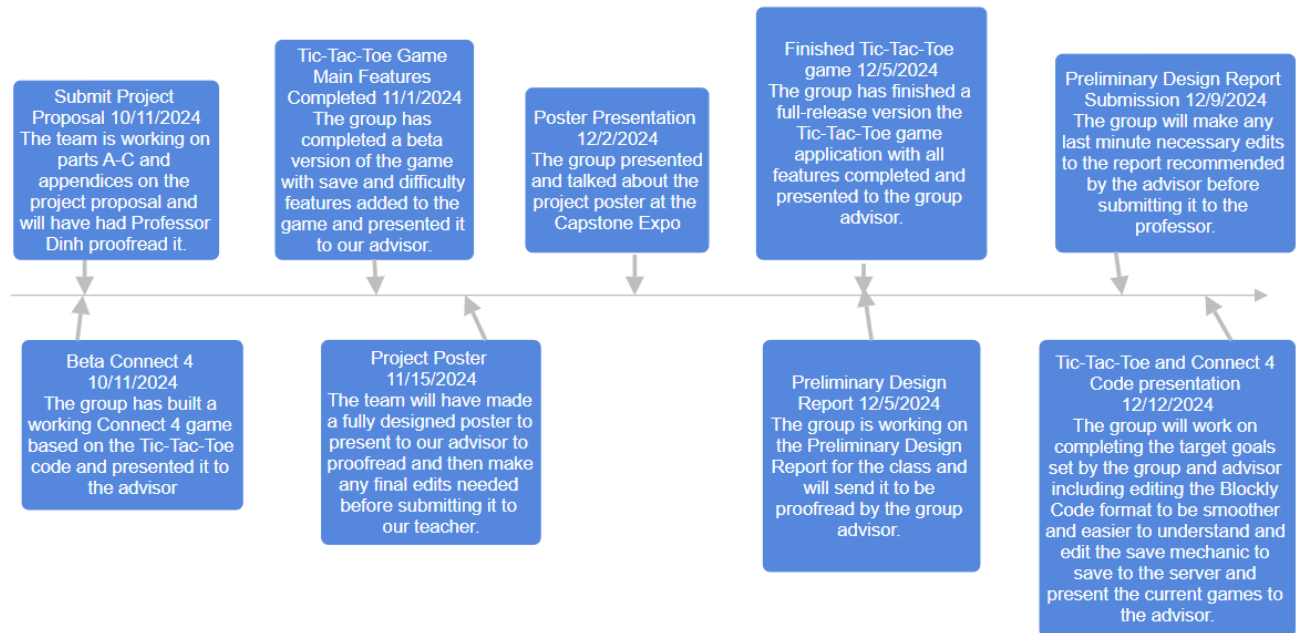 Submit Project
Proposal 10/11/2024
The team is working on
parts A-C and
appendices on the
project proposal and
will have had Professor
Dinh proofread it.
Tic-Tac-Toe Game
Main Features
Completed 11/1/2024
The group has
completed a beta
version of the game
with save and difficulty
features added to the
game and presented it
to our advisor.
Poster Presentation
12/2/2024
The group presented
and talked about the
project poster at the
Capstone Expo
Finished Tic-Tac-Toe
game 12/5/2024
The group has finished a
full-release version the
Tic-Tac-Toe game
application with all
features completed and
presented to the group
advisor.
Preliminary Design Report
Submission 12/9/2024
The group will make any
last minute necessary edits
to the report recommended
by the advisor before
submitting it to the
professor.
Beta Connect 4
10/11/2024
The group has built a
working Connect 4 game
based on the Tic-Tac-Toe
code and presented it to
the advisor
Project Poster
11/15/2024
The team will have made
a fully designed poster to
present to our advisor to
proofread and then make
any final edits needed
before submitting it to
our teacher.
Preliminary Design
Report 12/5/2024
The group is working on
the Preliminary Design
Report for the class and
will send it to be
proofread by the group
advisor.
Tic-Tac-Toe and Connect 4
Code presentation
12/12/2024
The group will work on
completing the target goals
set by the group and advisor
including editing the Blockly
Code format to be smoother
and easier to understand and
edit the save mechanic to
save to the server and
present the current games to
the advisor.